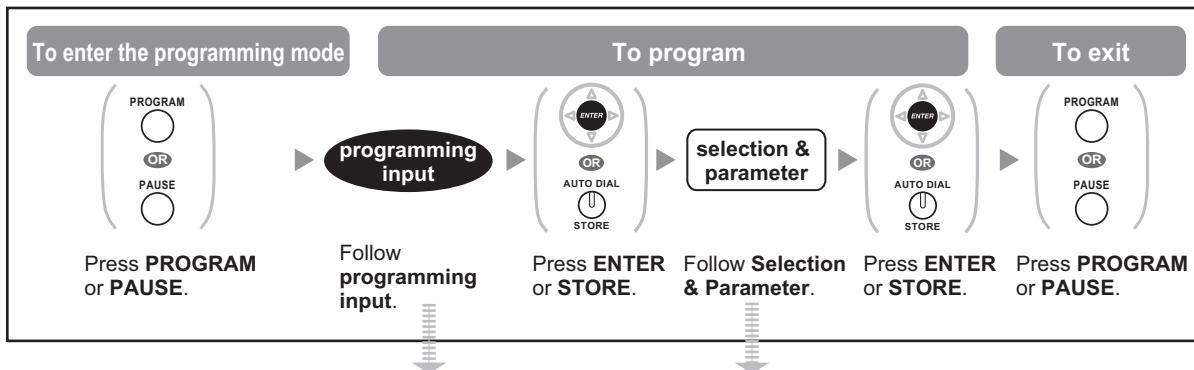 To enter the programming mode
To program
To exit
PROGRAM
OR
PAUSE
Press PROGRAM
or PAUSE.
programming
input
Follow
programming
input.
ENTER
OR
AUTO DIAL
STORE
Press ENTER
or STORE.
selection &
parameter
Follow Selection
& Parameter.
ENTER
OR
AUTO DIAL
STORE
Press ENTER
or STORE.
PROGRAM
OR
PAUSE
Press PROGRAM
or PAUSE.